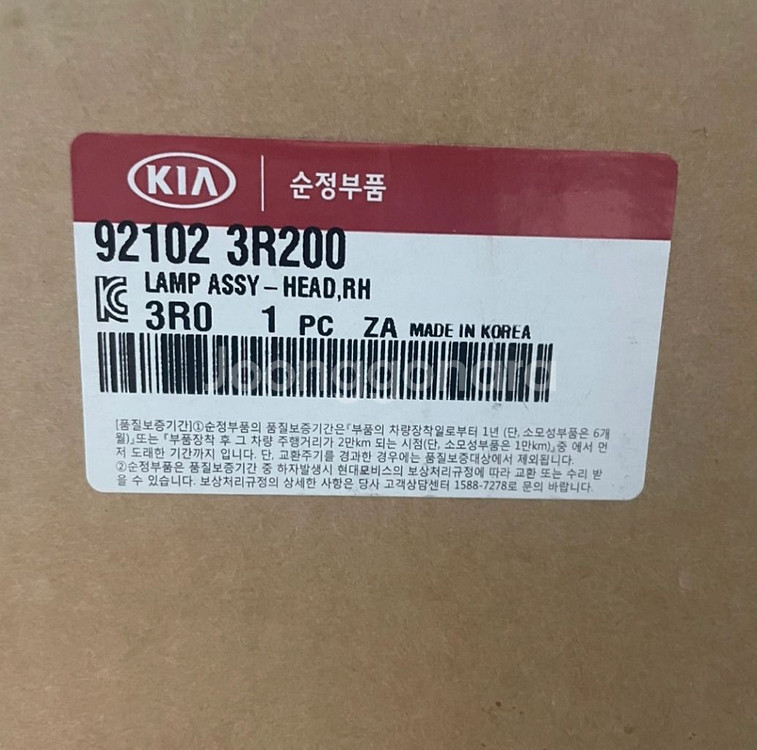 KIA 순정부품
92102 3R200
LAMP ASSY – HEAD,RH
3R0 1 PC ZA MADE IN KOREA
Joonggonara
[품질보증기간]①순정부품의 품질보증기간은『부품의 차량장착일로부터 1년 (단, 소모성부품은 6개
월)』또는 『부품장착 후 그 차량 주행거리가 2만km 되는 시점(단, 소모성부품은 1만km)』중 에서 먼
저 도래한 기간까지 입니다. 단, 교환주기를 경과한 경우에는 품질보증대상에서 제외됩니다.
②순정부품은 품질보증기간 중 하자발생시 현대모비스의 보상처리규정에 따라 교환 또는 수리 받
을 수 있습니다. 보상처리규정의 상세한 사항은 당사 고객상담센터 1588-7278로 문의 바랍니다.